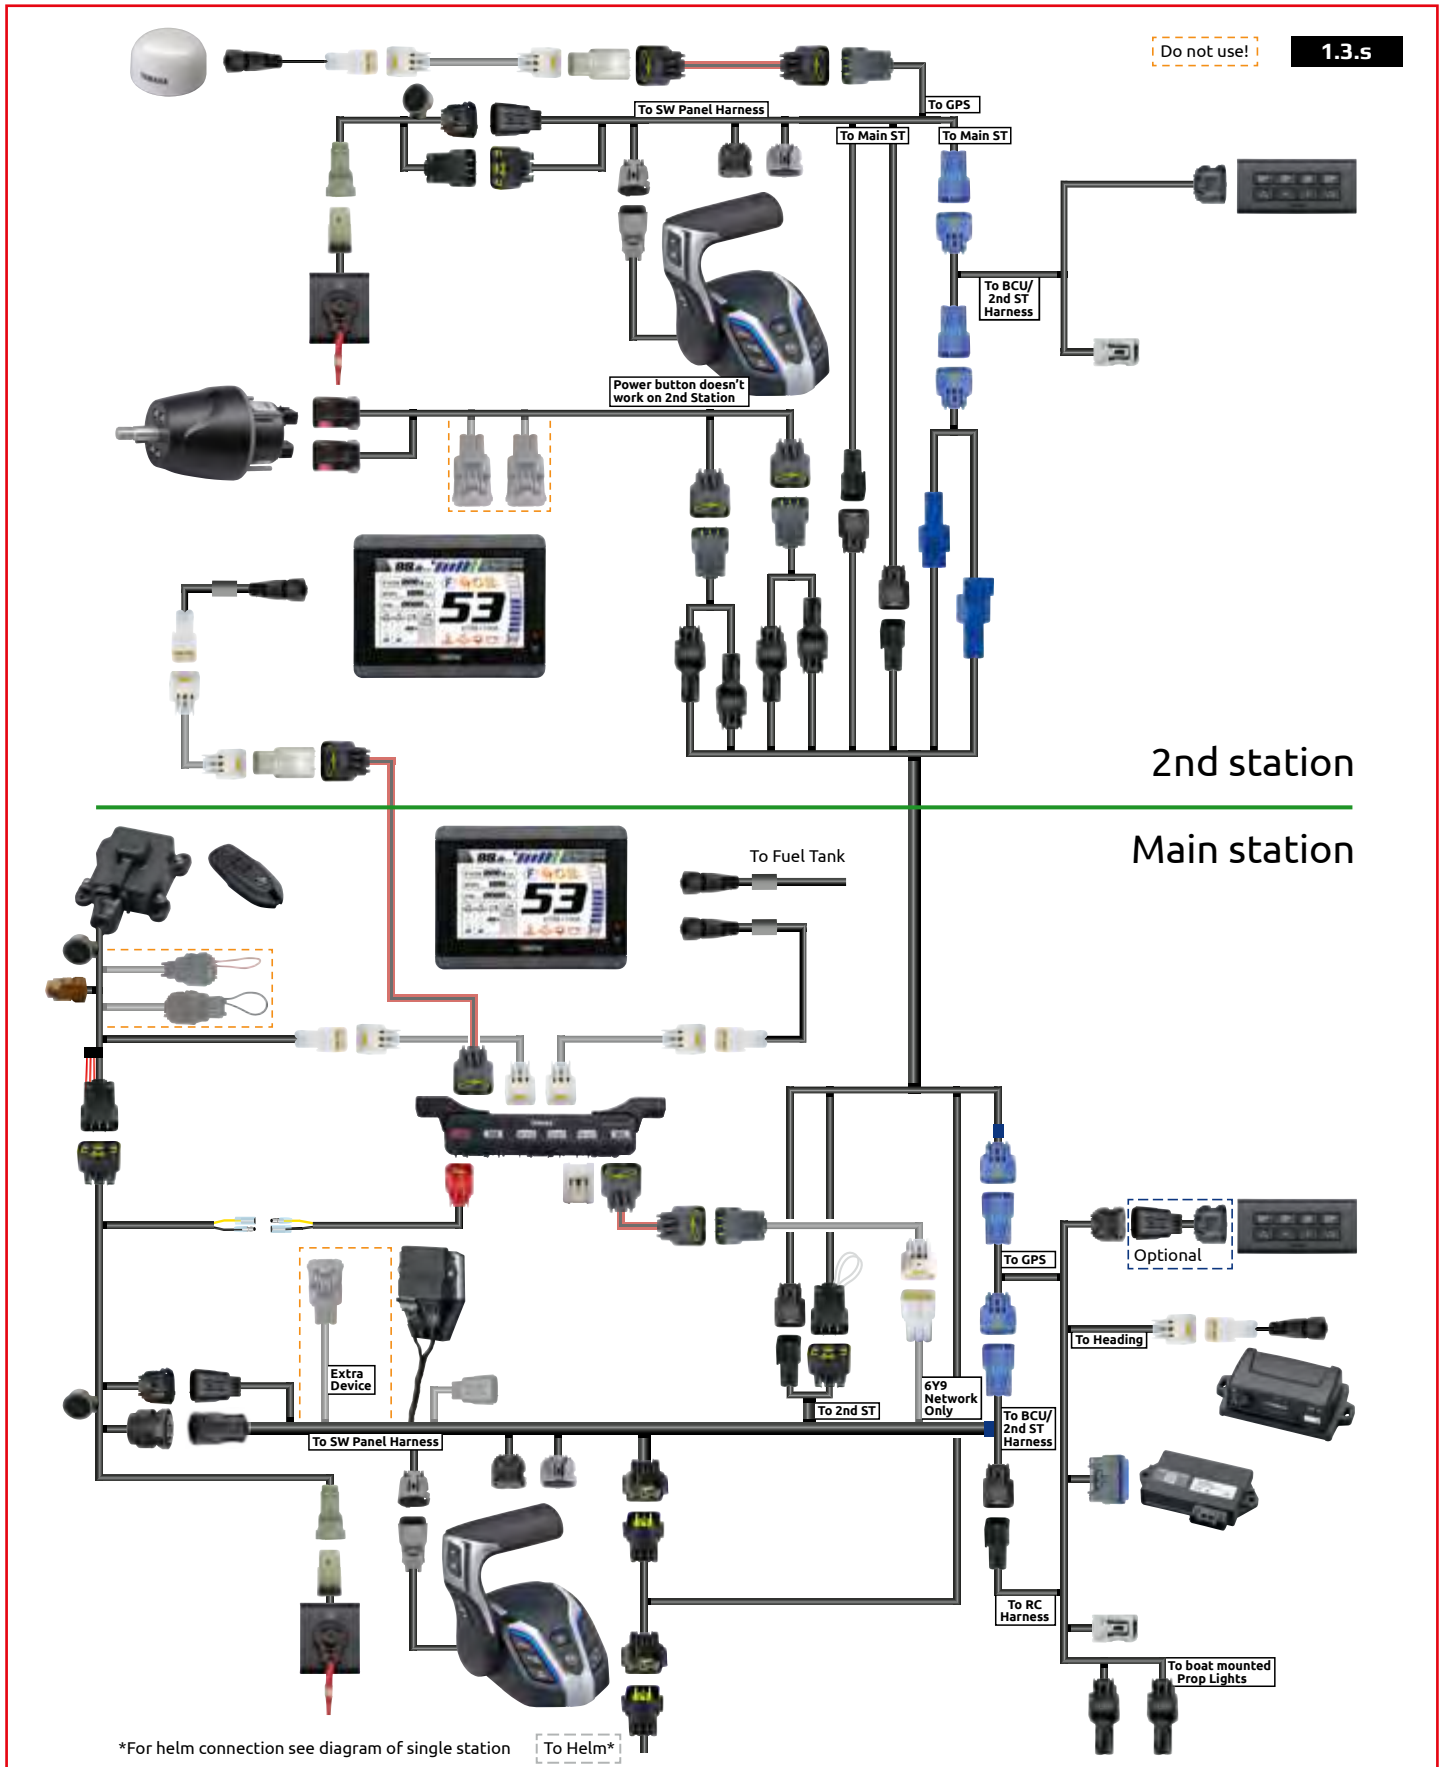 Do not use!
1.3.s
YAMAHA
To GPS
To SW Panel Harness
To Main ST
To Main ST
To BCU/
2nd ST
Harness
Power button doesn't
work on 2nd Station
53
2nd station
Main station
To Fuel Tank
53
To GPS
Optional
To Heading
Extra
Device
6Y9
Network
Only
To 2nd ST
To BCU/
2nd ST
Harness
To SW Panel Harness
To RC
Harness
To boat mounted
Prop Lights
*For helm connection see diagram of single station
To Helm*